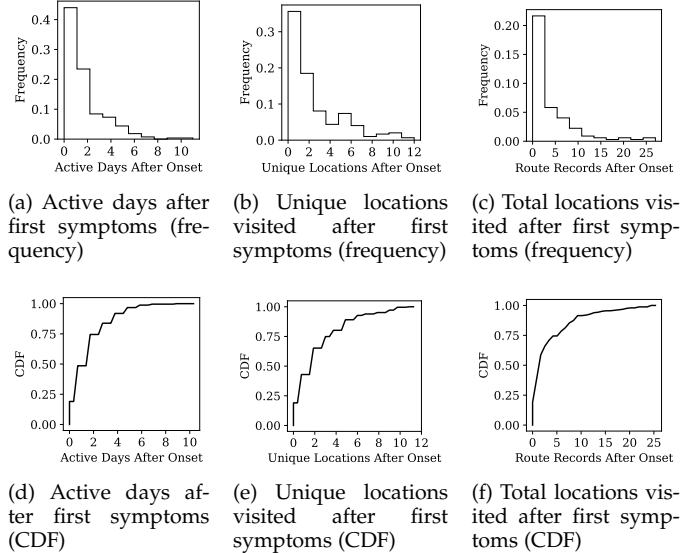 Frequency
0.4
0.3
0.2
0.1
0.0
0 2 4 6 8 10
Active Days After Onset
Frequency
0.3
0.2
0.1
0.0
0 2 4 6 8 10 12
Unique Locations After Onset
Frequency
0.20
0.15
0.10
0.05
0.00
0 5 10 15 20 25
Route Records After Onset
(a) Active days after
first symptoms (fre-
quency)
(b) Unique locations
visited after first
symptoms (frequency)
(c) Total locations vis-
ited after first symp-
toms (frequency)
CDF
1.00
0.75
0.50
0.25
0.00
0 2 4 6 8 10
Active Days After Onset
CDF
1.00
0.75
0.50
0.25
0.00
0 2 4 6 8 10 12
Unique Locations After Onset
CDF
1.00
0.75
0.50
0.25
0.00
0 5 10 15 20 25
Route Records After Onset
(d) Active days af-
ter first symptoms
(CDF)
(e) Unique locations
visited after first
symptoms (CDF)
(f) Total locations vis-
ited after first symp-
toms (CDF)